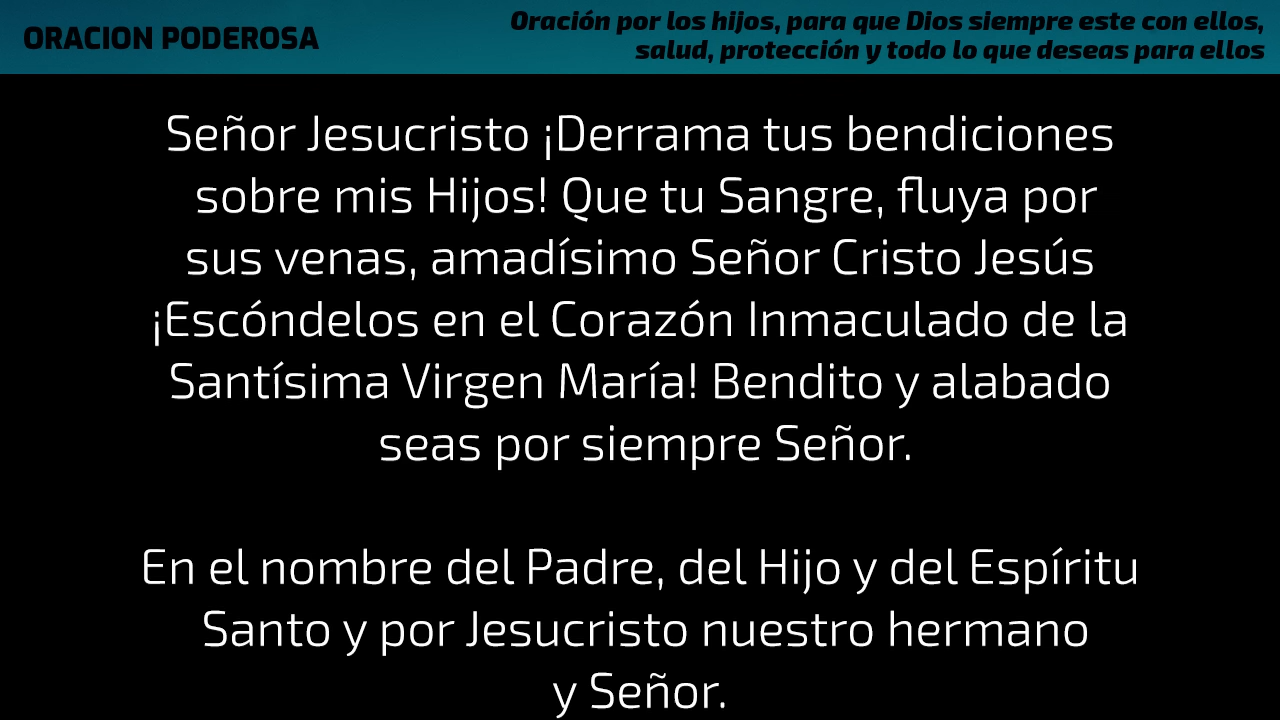 ORACION PODEROSA
Oración por los hijos, para que Dios siempre este con ellos,
salud, protección y todo lo que deseas para ellos
Señor Jesucristo ¡Derrama tus bendiciones
sobre mis Hijos! Que tu Sangre, fluya por
sus venas, amadísimo Señor Cristo Jesús
¡Escóndelos en el Corazón Inmaculado de la
Santísima Virgen María! Bendito y alabado
seas por siempre Señor.
En el nombre del Padre, del Hijo y del Espíritu
Santo y por Jesucristo nuestro hermano
y Señor.